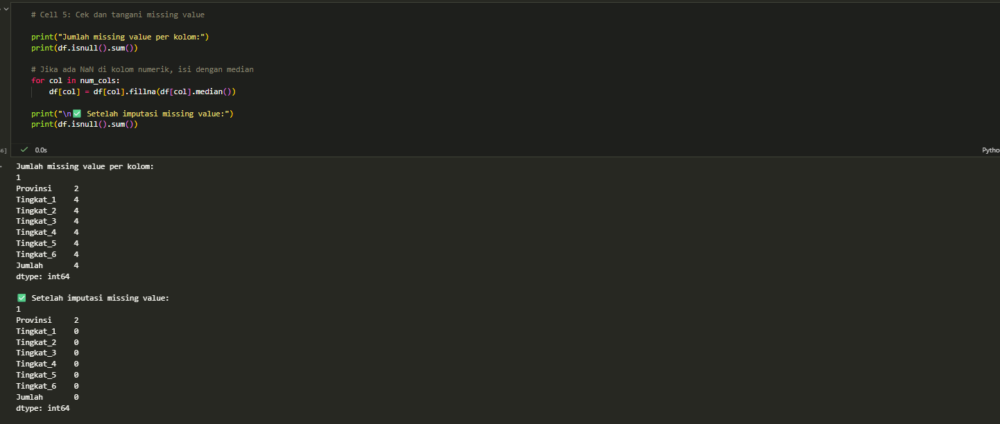 # Cell 5: Cek dan tangani missing value
print("Jumlah missing value per kolom:")
print(df.isnull().sum())
# Jika ada NaN di kolom numerik, isi dengan median
for col in num_cols:
    df[col] = df[col].fillna(df[col].median())
print("\n✅ Setelah imputasi missing value:")
print(df.isnull().sum())
6]
✓ 0.0s
Pytho
Jumlah missing value per kolom:
1
Provinsi 2
Tingkat_1 4
Tingkat_2 4
Tingkat_3 4
Tingkat_4 4
Tingkat_5 4
Tingkat_6 4
Jumlah 4
dtype: int64
✅ Setelah imputasi missing value:
1
Provinsi 2
Tingkat_1 0
Tingkat_2 0
Tingkat_3 0
Tingkat_4 0
Tingkat_5 0
Tingkat_6 0
Jumlah 0
dtype: int64